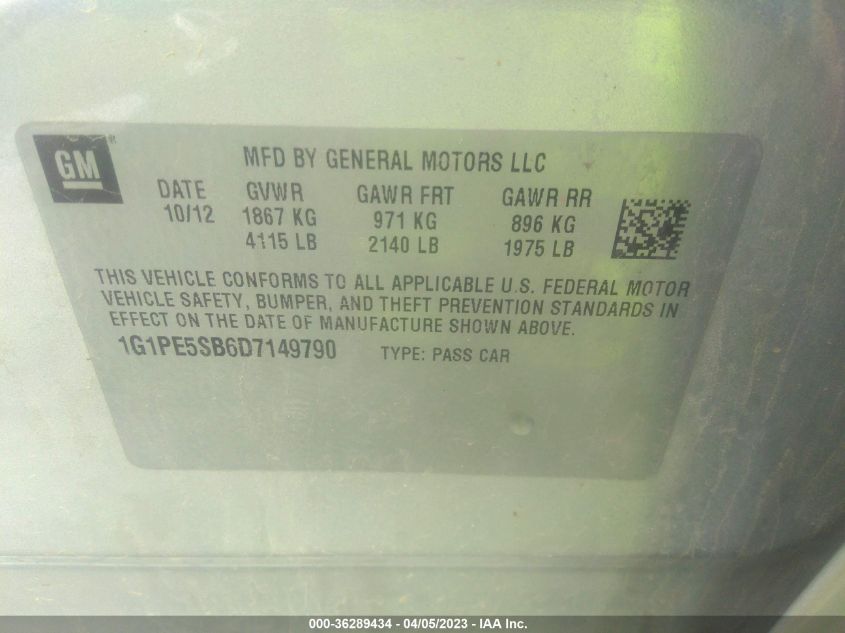 GM
MFD BY GENERAL MOTORS LLC
DATE GVWR GAWR FRT GAWR RR
10/12 1867 KG 971 KG 896 KG
4115 LB 2140 LB 1975 LB
THIS VEHICLE CONFORMS TO ALL APPLICABLE U.S. FEDERAL MOTOR
VEHICLE SAFETY, BUMPER, AND THEFT PREVENTION STANDARDS IN
EFFECT ON THE DATE OF MANUFACTURE SHOWN ABOVE.
1G1PE5SB6D7149790 TYPE: PASS CAR
000-36289434 - 04/05/2023 - IAA Inc.